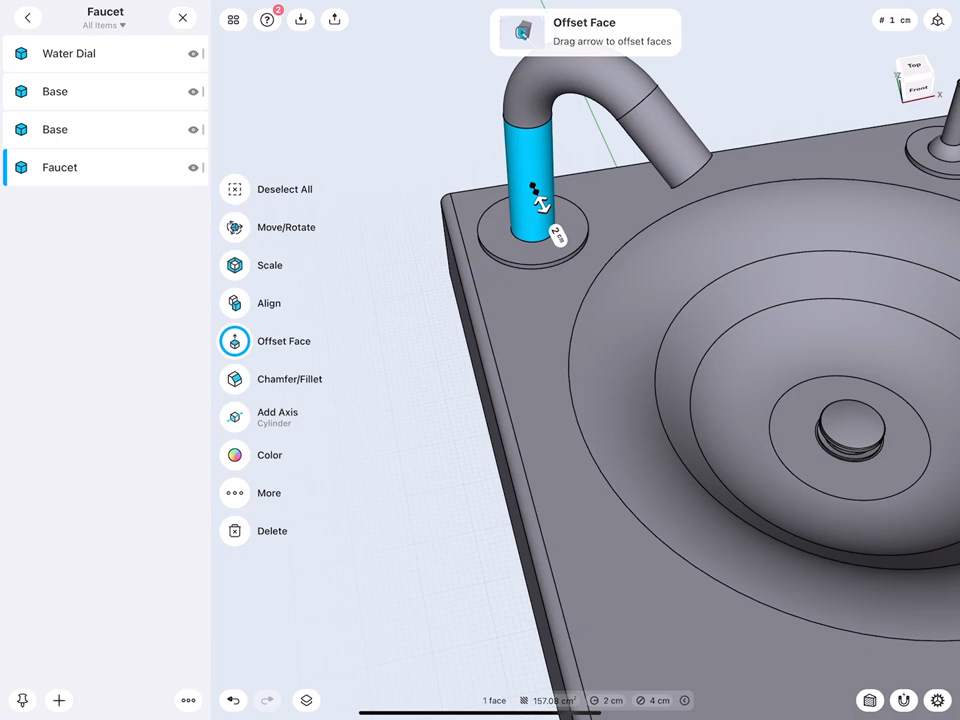 Faucet
All Items ▼
Water Dial
Base
Base
Faucet
2
Offset Face
Drag arrow to offset faces
# 1 cm
Top
Front
Z
X
Deselect All
Move/Rotate
Scale
Align
Offset Face
Chamfer/Fillet
Add Axis
Cylinder
Color
More
Delete
2 cm
1 face
157.08 cm²
2 cm
4 cm